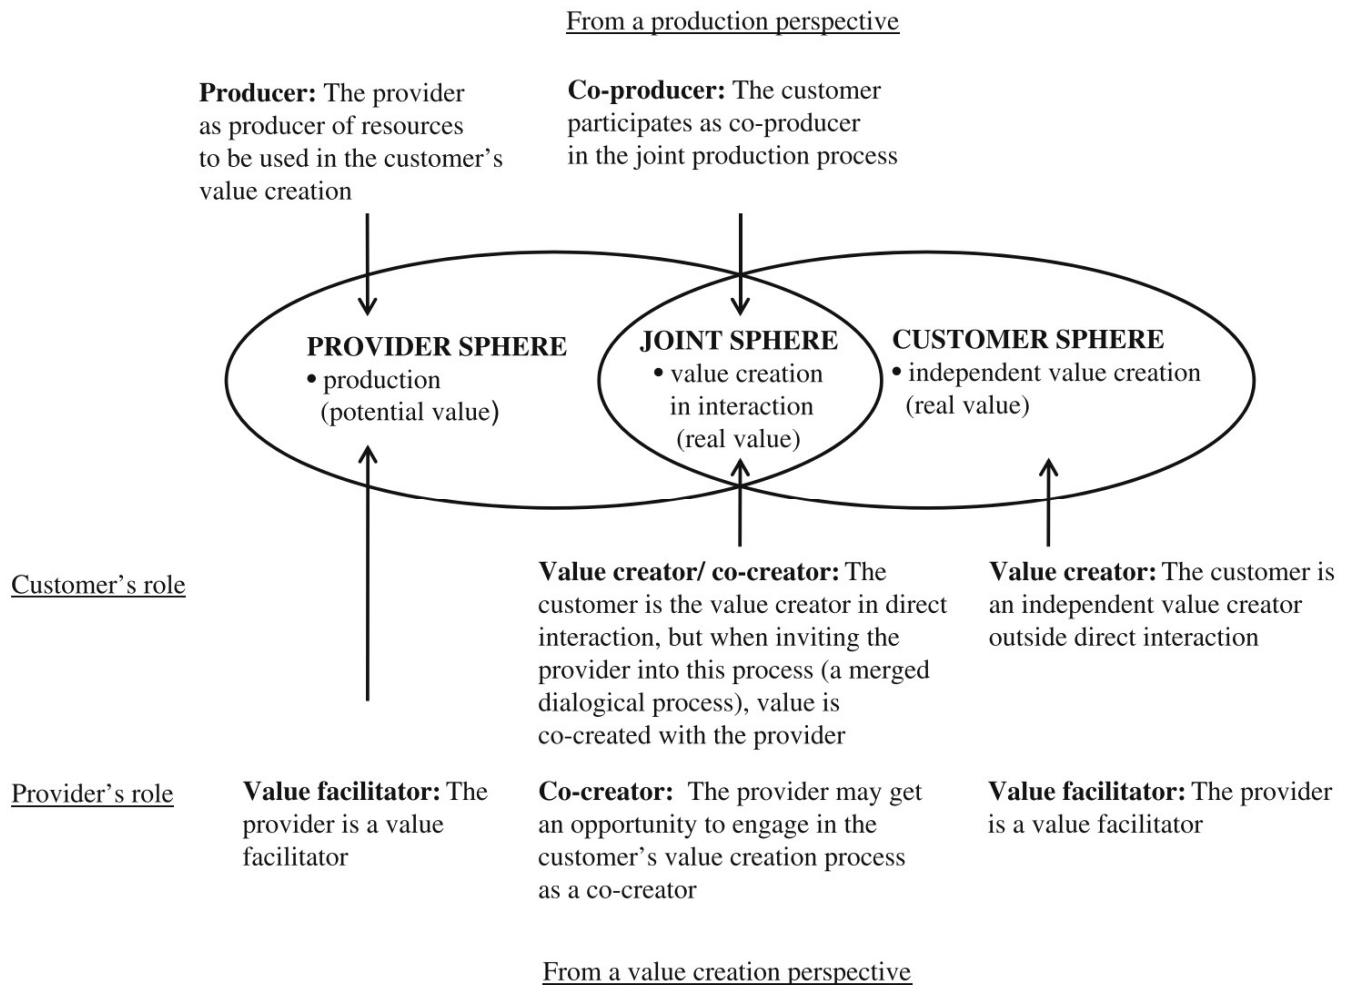 From a production perspective
Producer: The provider
as producer of resources
to be used in the customer's
value creation
Co-producer: The customer
participates as co-producer
in the joint production process
PROVIDER SPHERE
• production
(potential value)
JOINT SPHERE
• value creation
in interaction
(real value)
CUSTOMER SPHERE
• independent value creation
(real value)
Customer's role
Value creator/ co-creator: The
customer is the value creator in direct
interaction, but when inviting the
provider into this process (a merged
dialogical process), value is
co-created with the provider
Value creator: The customer is
an independent value creator
outside direct interaction
Provider's role
Value facilitator: The
provider is a value
facilitator
Co-creator: The provider may get
an opportunity to engage in the
customer's value creation process
as a co-creator
Value facilitator: The provider
is a value facilitator
From a value creation perspective